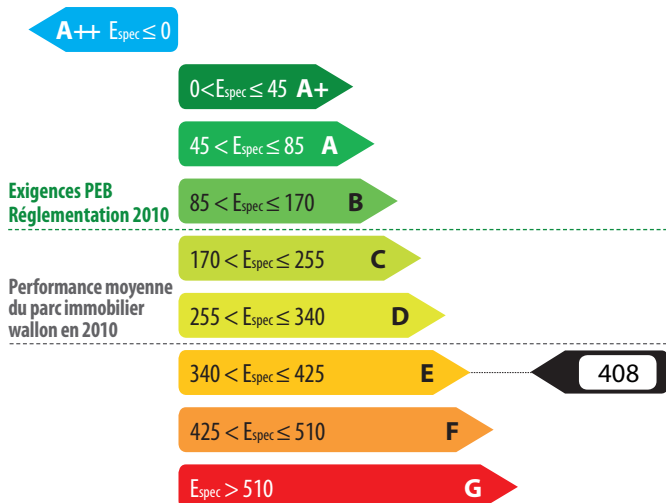 A++ Espec ≤ 0
0<Espec ≤ 45 A+
45 < Espec ≤ 85 A
Exigences PEB
Réglementation 2010
85 < Espec ≤ 170 B
170 < Espec ≤ 255 C
Performance moyenne
du parc immobilier
wallon en 2010
255 < Espec ≤ 340 D
340 < Espec ≤ 425 E
408
425 < Espec ≤ 510 F
Espec > 510 G